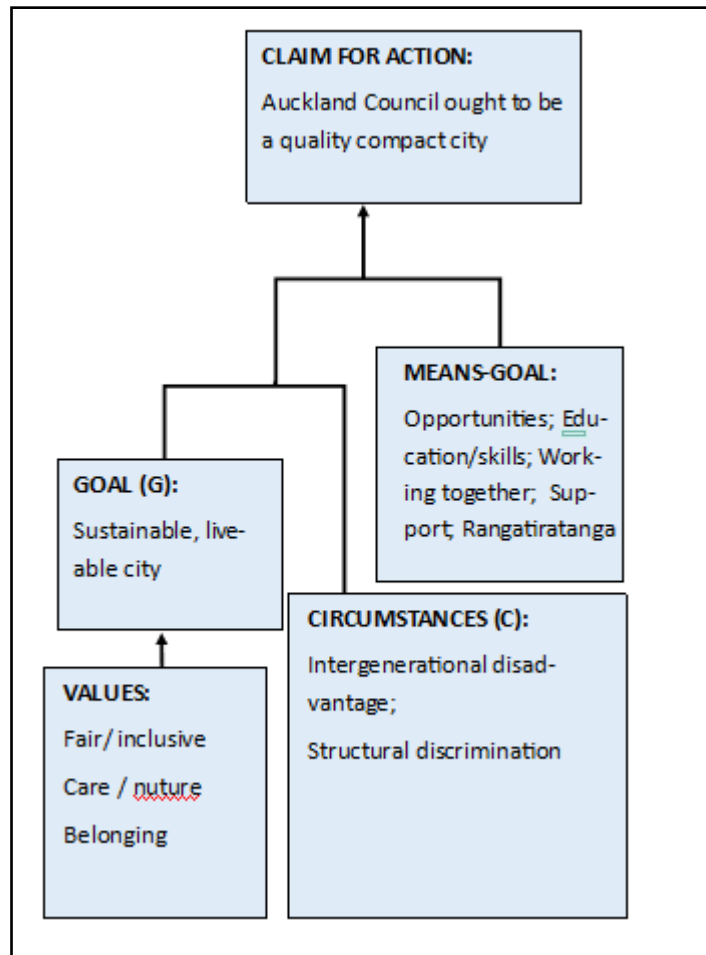 CLAIM FOR ACTION:
Auckland Council ought to be
a quality compact city
MEANS-GOAL:
Opportunities; Edu-
cation/skills; Work-
ing together;  Sup-
port; Rangatiratanga
GOAL (G):
Sustainable, live-
able city
CIRCUMSTANCES (C):
Intergenerational disad-
vantage;
Structural discrimination
VALUES:
Fair/ inclusive
Care / nuture
Belonging